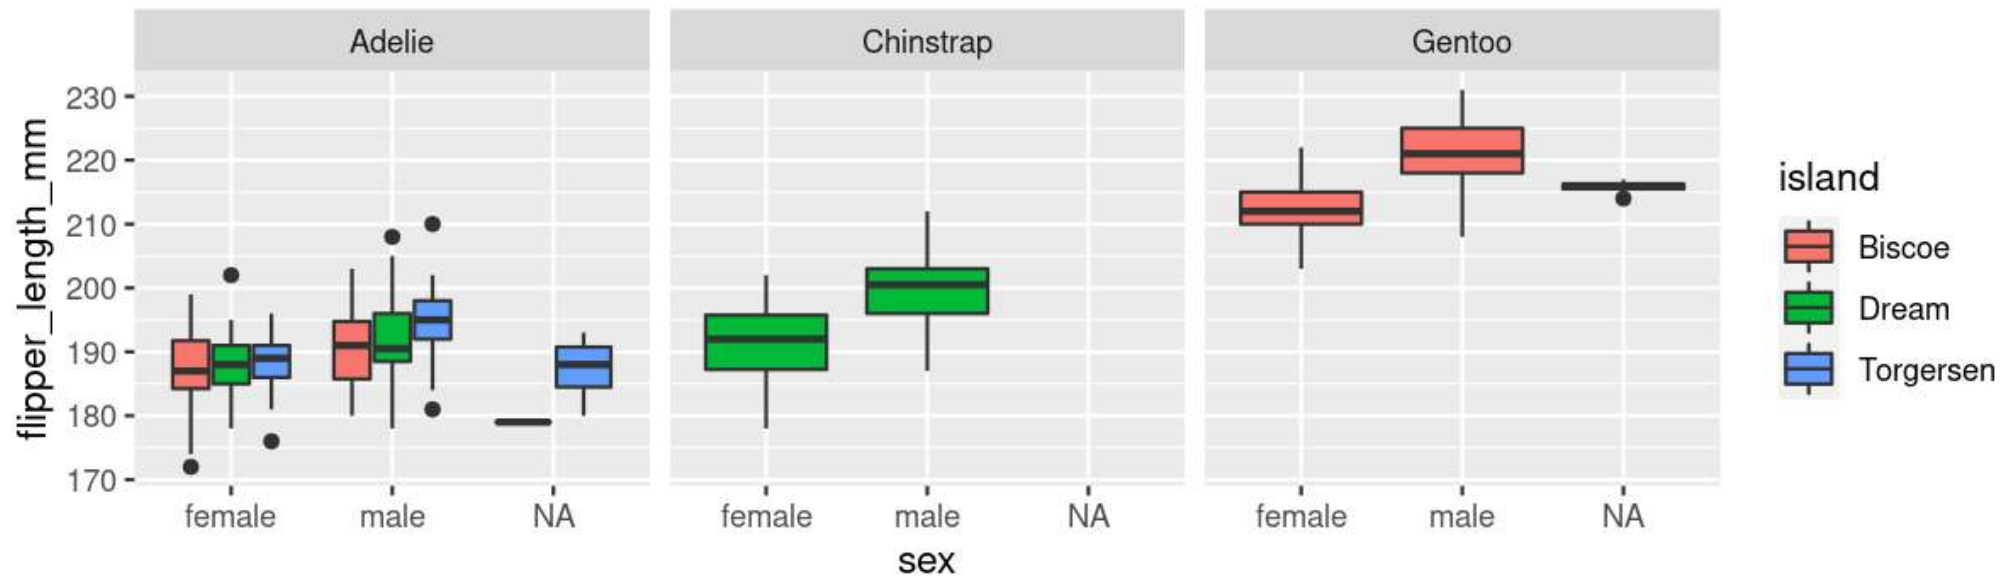 Adelie
Chinstrap
Gentoo
flipper_length_mm
230
220
210
200
190
180
170
female male NA
female male NA
female male NA
sex
island
Biscoe
Dream
Torgersen